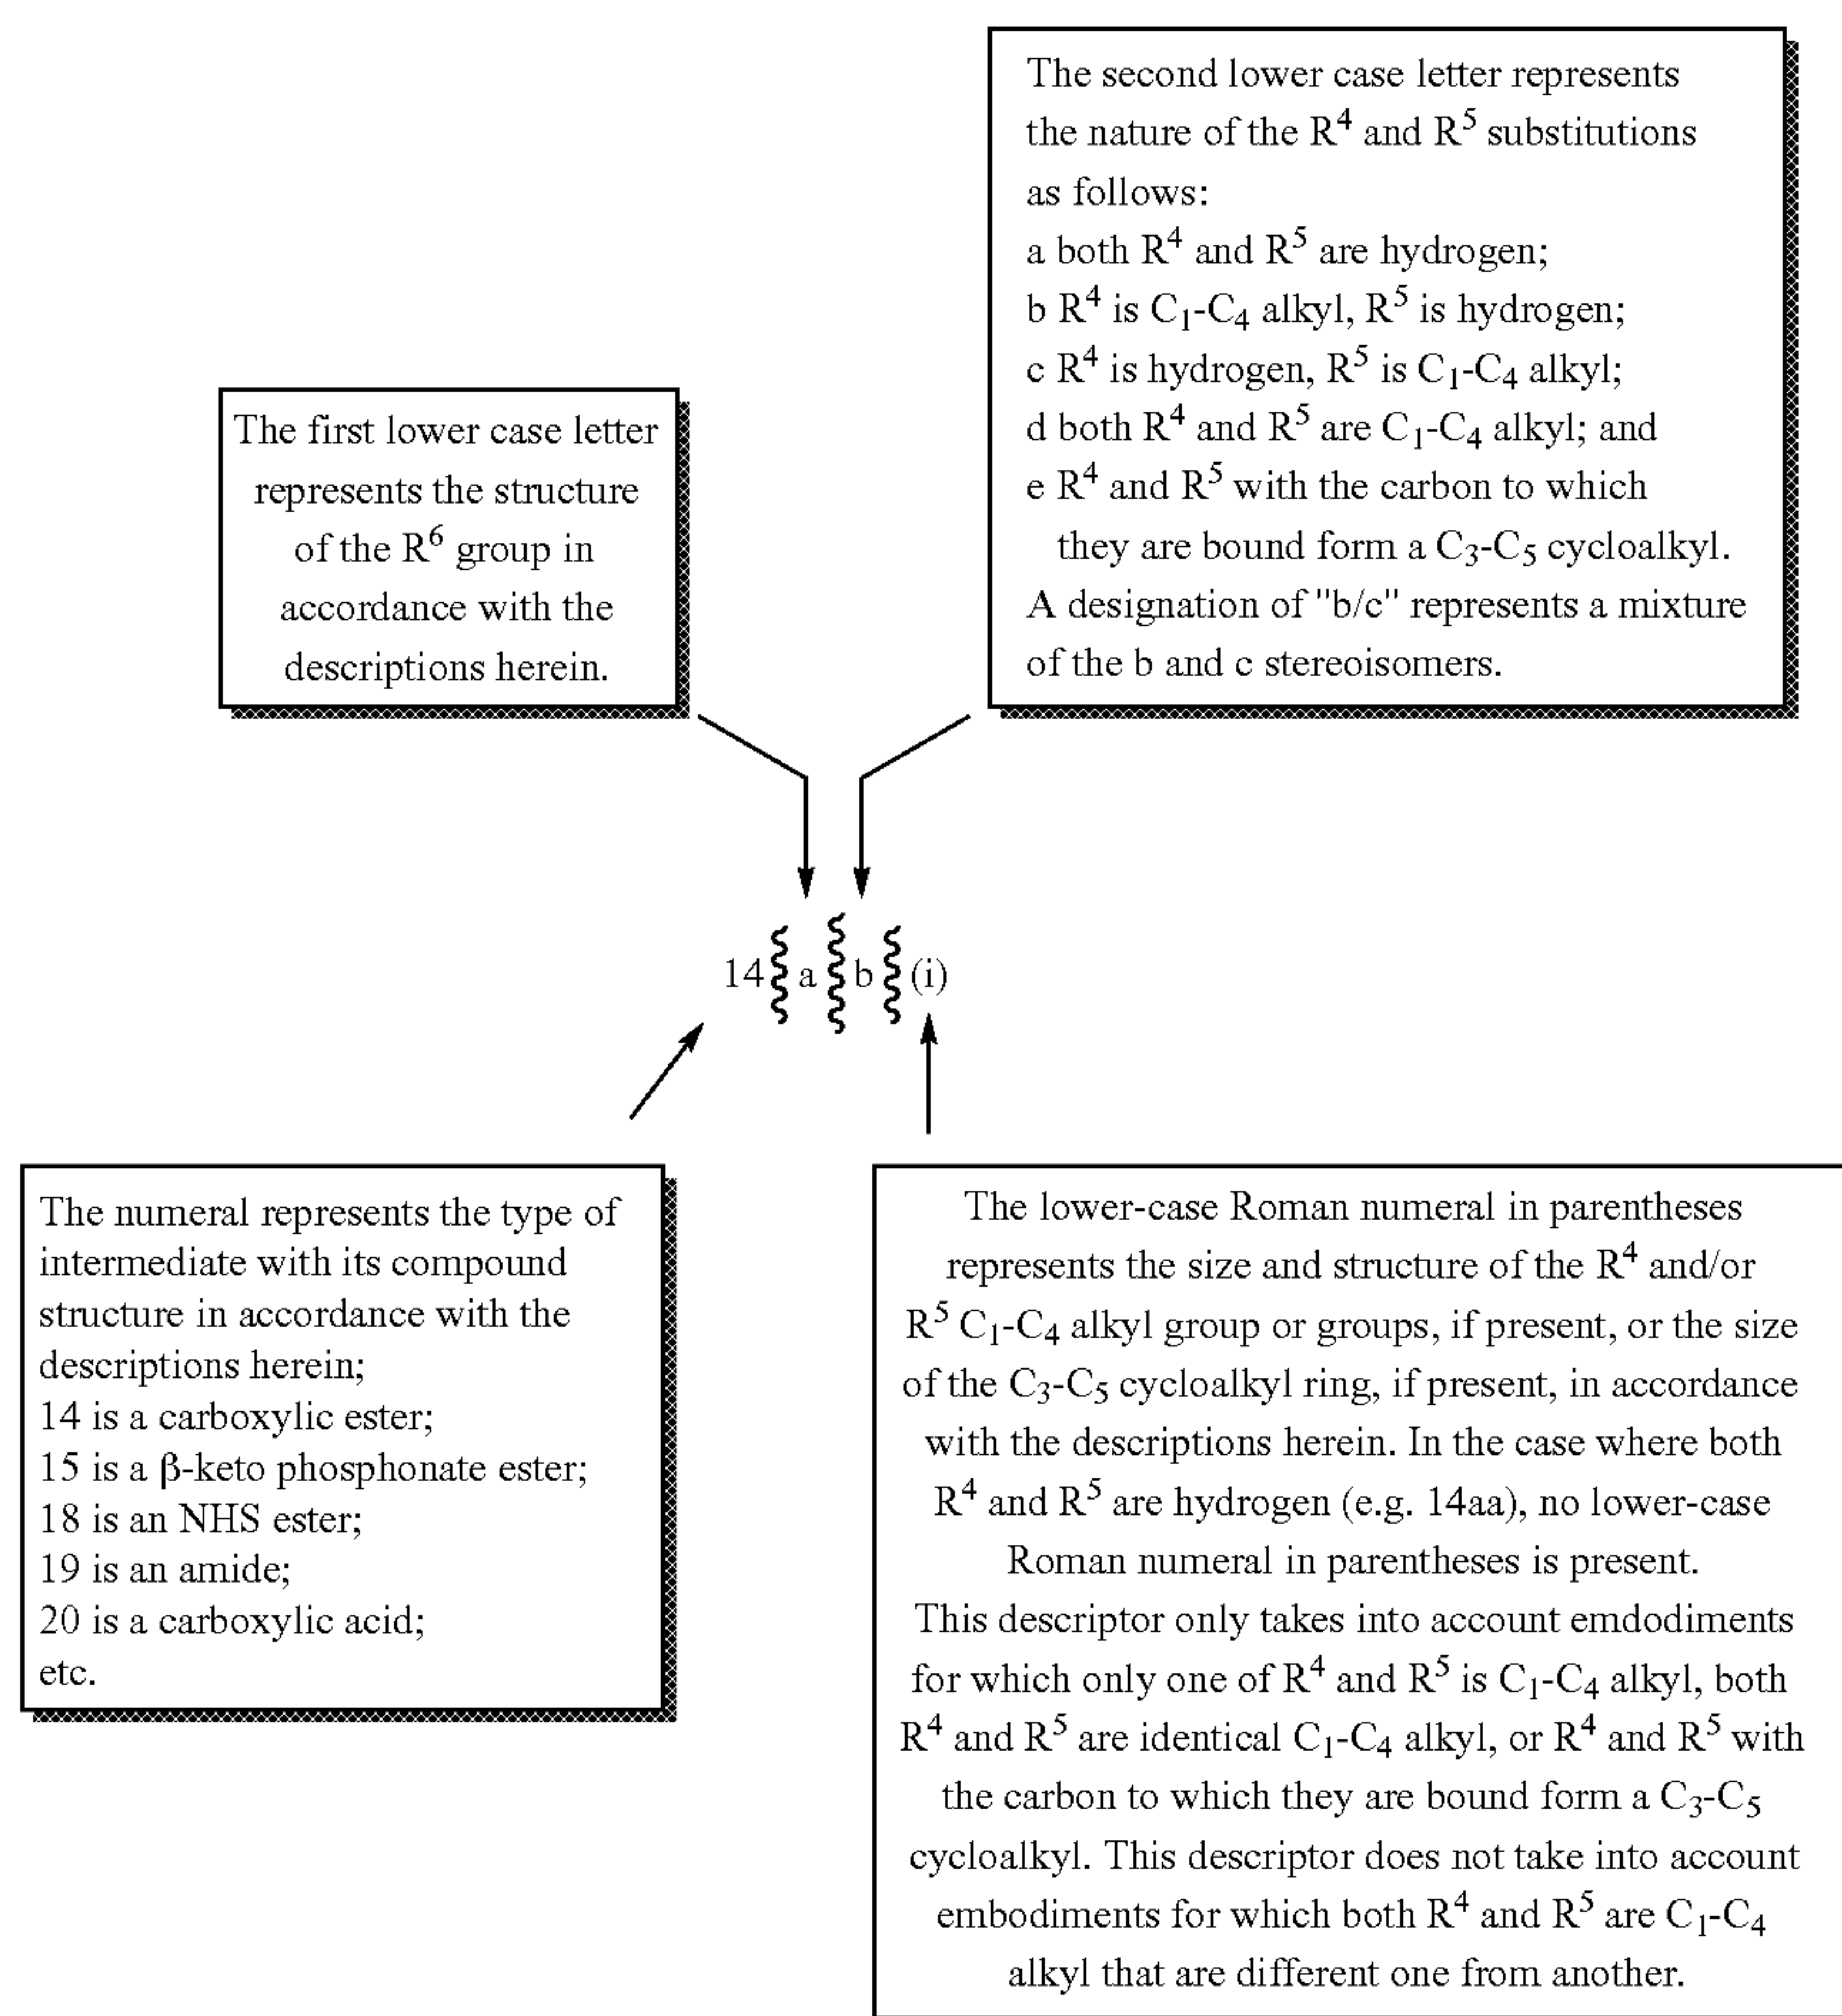 The second lower case letter represents
the nature of the R⁴ and R⁵ substitutions
as follows:
a both R⁴ and R⁵ are hydrogen;
b R⁴ is C₁-C₄ alkyl, R⁵ is hydrogen;
c R⁴ is hydrogen, R⁵ is C₁-C₄ alkyl;
d both R⁴ and R⁵ are C₁-C₄ alkyl; and
e R⁴ and R⁵ with the carbon to which
they are bound form a C₃-C₅ cycloalkyl.
A designation of "b/c" represents a mixture
of the b and c stereoisomers.
The first lower case letter
represents the structure
of the R⁶ group in
accordance with the
descriptions herein.
14 a b (i)
The numeral represents the type of
intermediate with its compound
structure in accordance with the
descriptions herein;
14 is a carboxylic ester;
15 is a β-keto phosphonate ester;
18 is an NHS ester;
19 is an amide;
20 is a carboxylic acid;
etc.
The lower-case Roman numeral in parentheses
represents the size and structure of the R⁴ and/or
R⁵ C₁-C₄ alkyl group or groups, if present, or the size
of the C₃-C₅ cycloalkyl ring, if present, in accordance
with the descriptions herein. In the case where both
R⁴ and R⁵ are hydrogen (e.g. 14aa), no lower-case
Roman numeral in parentheses is present.
This descriptor only takes into account emdodiments
for which only one of R⁴ and R⁵ is C₁-C₄ alkyl, both
R⁴ and R⁵ are identical C₁-C₄ alkyl, or R⁴ and R⁵ with
the carbon to which they are bound form a C₃-C₅
cycloalkyl. This descriptor does not take into account
embodiments for which both R⁴ and R⁵ are C₁-C₄
alkyl that are different one from another.